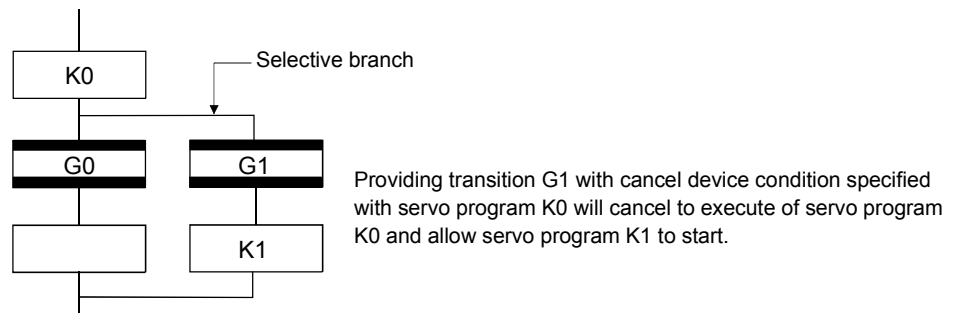 K0
Selective branch
G0
G1
Providing transition G1 with cancel device condition specified
with servo program K0 will cancel to execute of servo program
K0 and allow servo program K1 to start.
K1